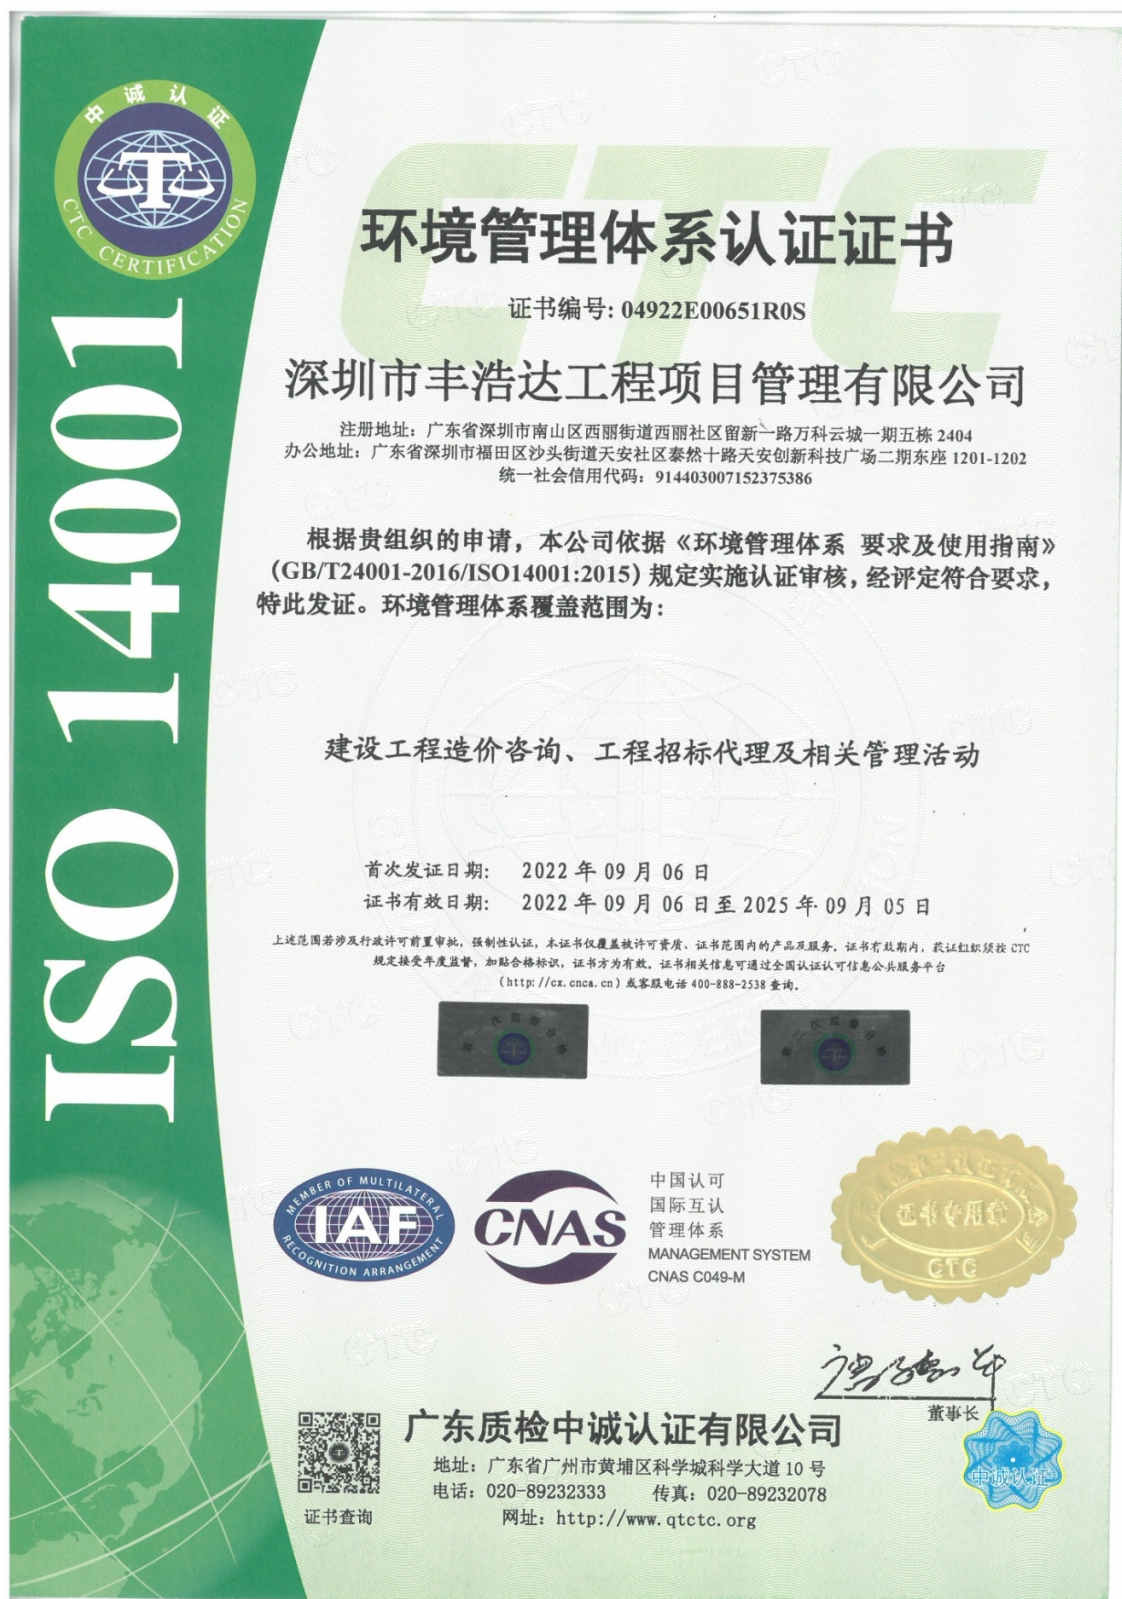 中诚认证
CTC CERTIFICATION
ISO 14001
CTC
环境管理体系认证证书
证书编号: 04922E00651R0S
深圳市丰浩达工程项目管理有限公司
注册地址：广东省深圳市南山区西丽街道西丽社区留新一路万科云城一期五栋 2404
办公地址：广东省深圳市福田区沙头街道天安社区泰然十路天安创新科技广场二期东座 1201-1202
统一社会信用代码：914403007152375386
根据贵组织的申请，本公司依据《环境管理体系 要求及使用指南》
（GB/T24001-2016/ISO14001:2015）规定实施认证审核，经评定符合要求，
特此发证。环境管理体系覆盖范围为：
建设工程造价咨询、工程招标代理及相关管理活动
首次发证日期： 2022 年 09 月 06 日
证书有效日期： 2022 年 09 月 06 日至 2025 年 09 月 05 日
上述范围若涉及行政许可前置审批，强制性认证，本证书仅覆盖被许可资质、证书范围内的产品及服务。证书有效期内，获证组织须按 CTC
规定接受年度监督，加贴合格标识，证书方为有效。证书相关信息可通过全国认证认可信息公共服务平台
（http://cx.cnca.cn）或客服电话 400-888-2538 查询。
MEMBER OF MULTILATERAL
IAF
RECOGNITION ARRANGEMENT
CNAS
中国认可
国际互认
管理体系
MANAGEMENT SYSTEM
CNAS C049-M
证书专用章
CTC
董事长
中诚认证
证书查询
广东质检中诚认证有限公司
地址：广东省广州市黄埔区科学城科学大道 10 号
电话：020-89232333 传真：020-89232078
网址：http://www.qtctc.org